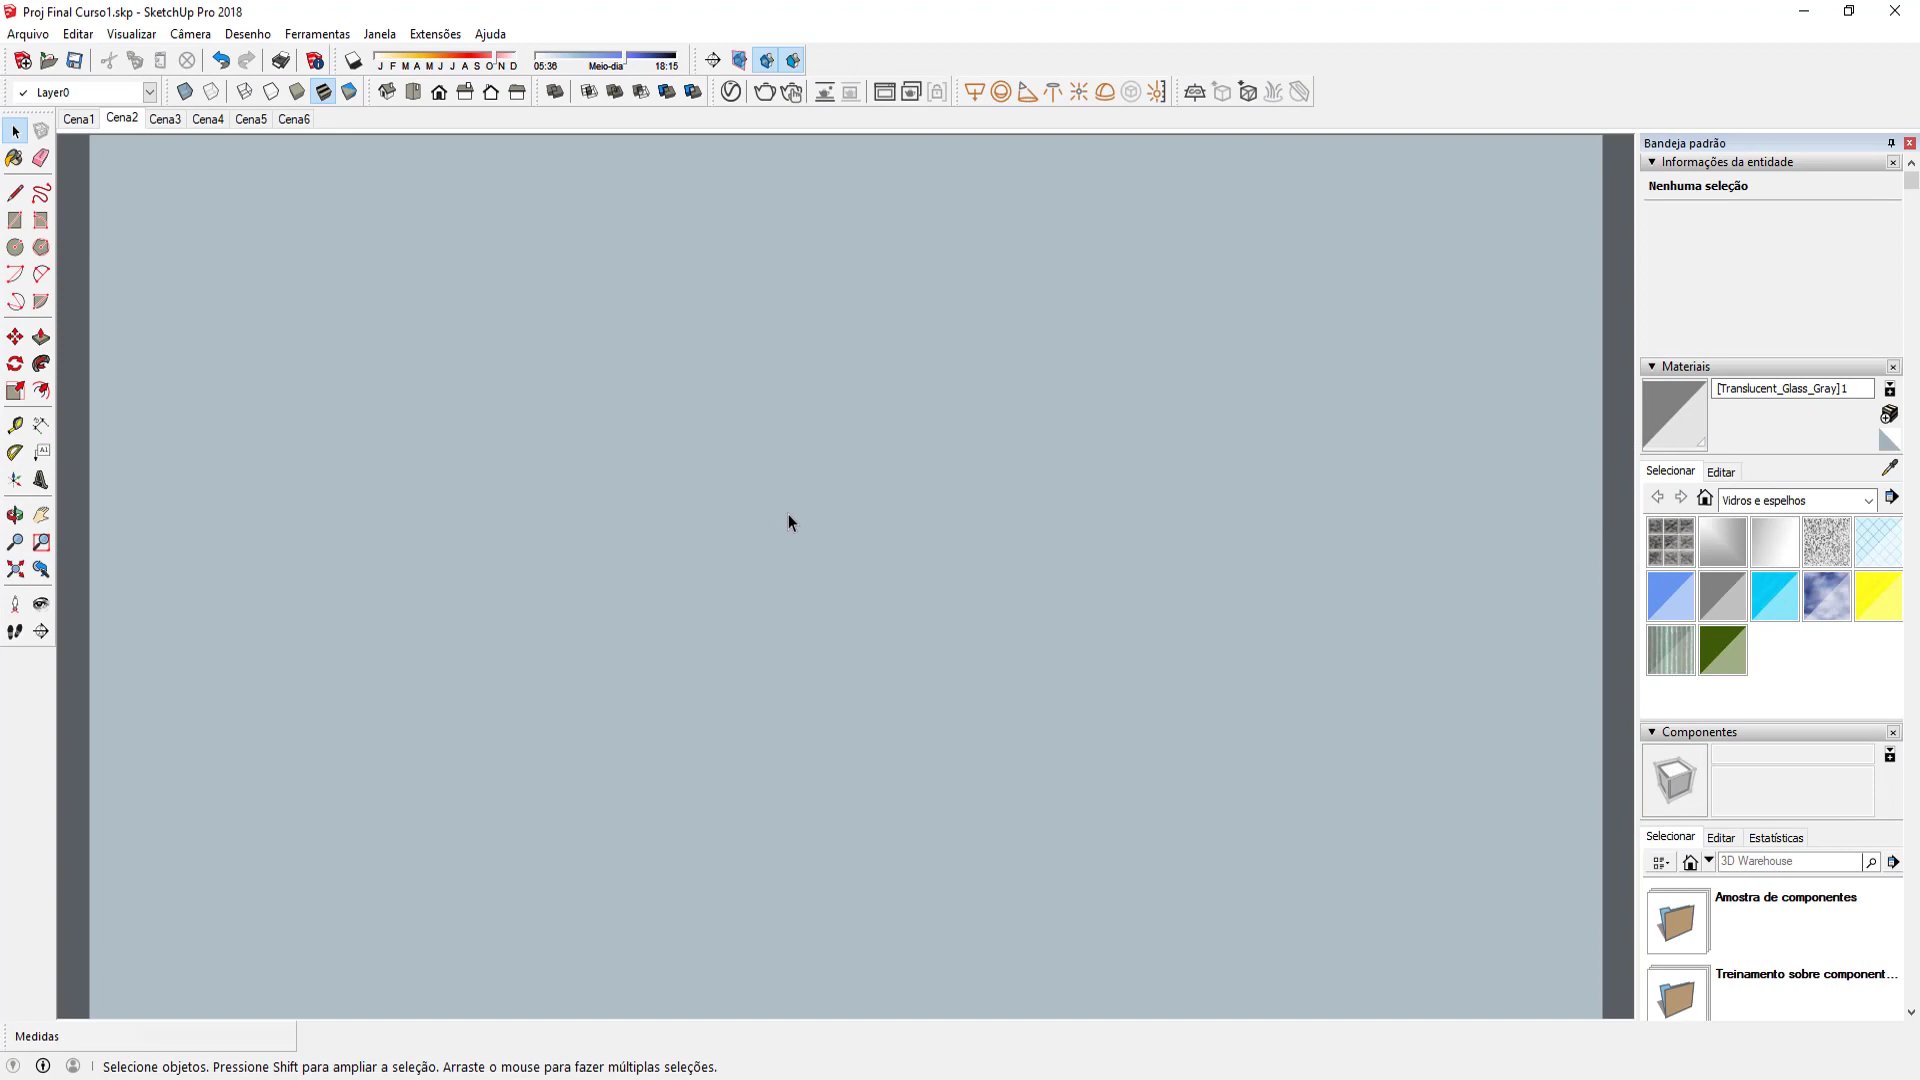 Proj Final Curso1.skp - SketchUp Pro 2018
Arquivo Editar Visualizar Câmera Desenho Ferramentas Janela Extensões Ajuda
J F M A M J J A S O N D 05:36 Meio-dia 18:15
Layer0
Cena1 Cena2 Cena3 Cena4 Cena5 Cena6
Bandeja padrão
Informações da entidade
Nenhuma seleção
Materiais
[Translucent_Glass_Gray]1
Selecionar Editar
Vidros e espelhos
Componentes
Selecionar Editar Estatísticas
3D Warehouse
Amostra de componentes
Treinamento sobre component...
Medidas
Selecione objetos. Pressione Shift para ampliar a seleção. Arraste o mouse para fazer múltiplas seleções.